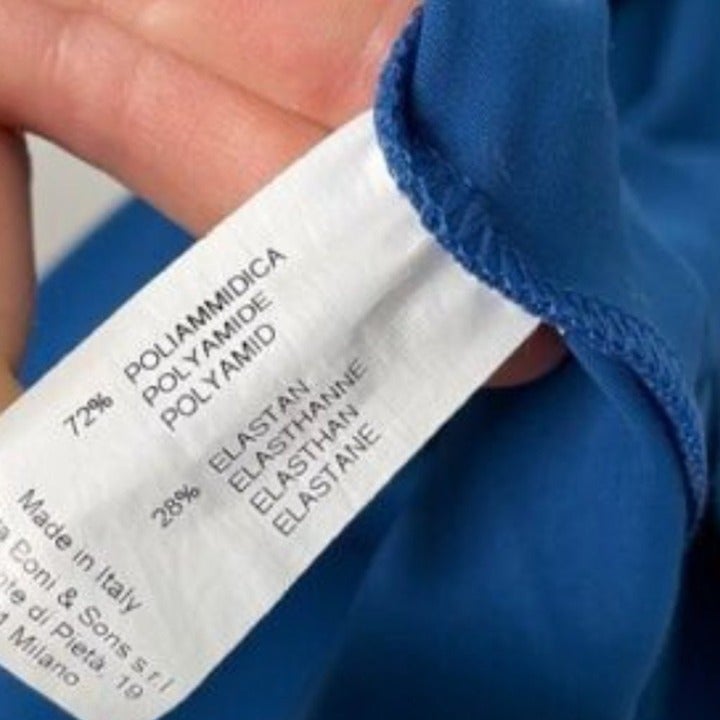 72% POLIAMMIDICA
POLYAMIDE
POLYAMID
28% ELASTAN
ELASTHANNE
ELASTHAN
ELASTANE
Made in Italy
Boni & Sons s.r.l
di Pietà, 19
Milano